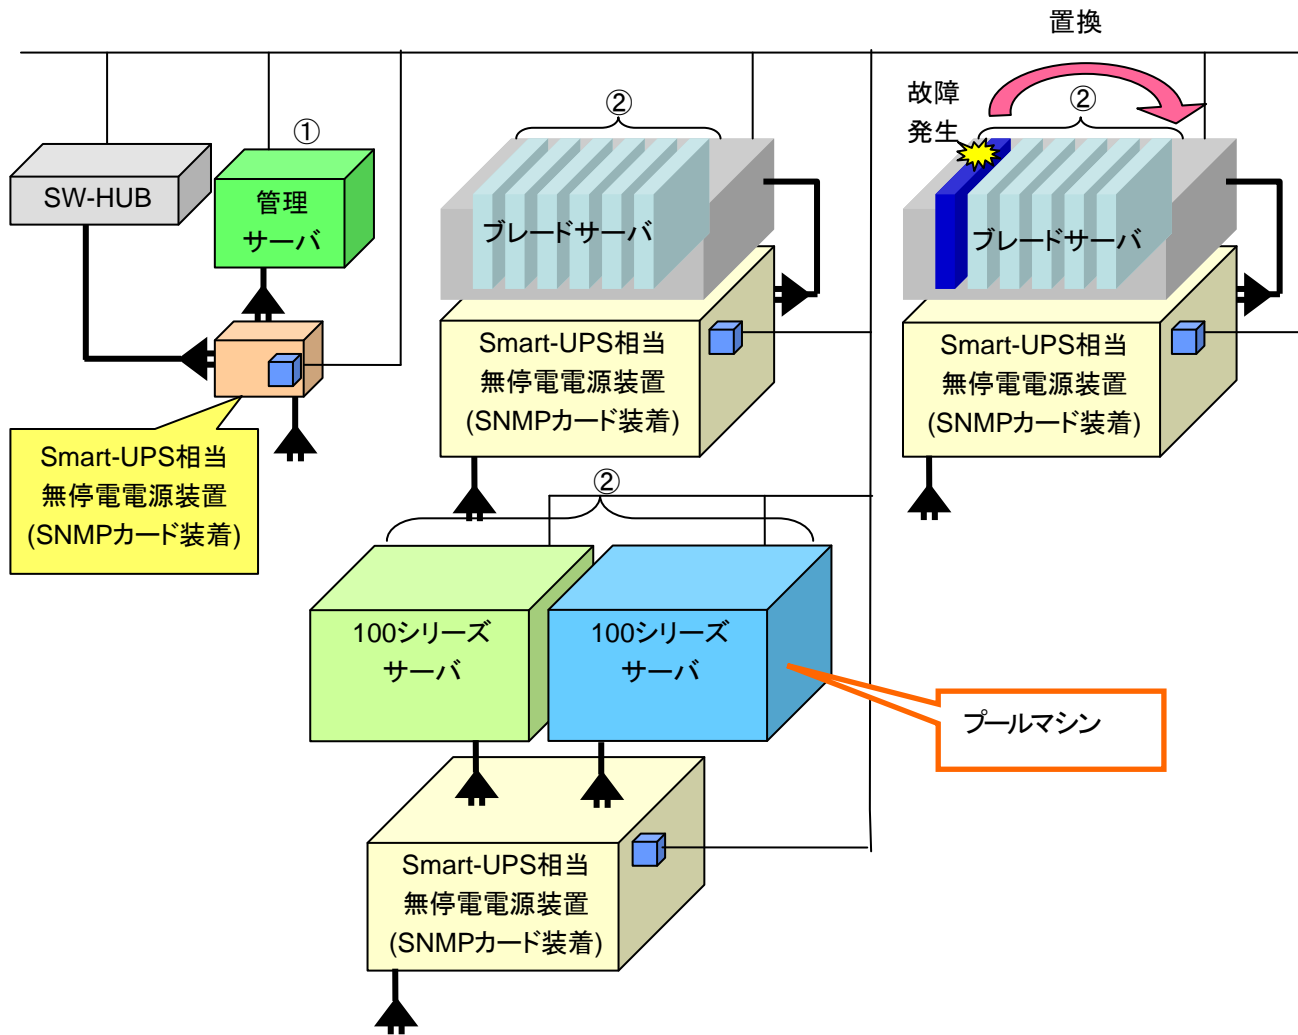 置換
故障
発生
②
②
①
SW-HUB
管理
サーバ
ブレードサーバ
ブレードサーバ
Smart-UPS相当
無停電電源装置
(SNMPカード装着)
Smart-UPS相当
無停電電源装置
(SNMPカード装着)
Smart-UPS相当
無停電電源装置
(SNMPカード装着)
②
100シリーズ
サーバ
100シリーズ
サーバ
プールマシン
Smart-UPS相当
無停電電源装置
(SNMPカード装着)